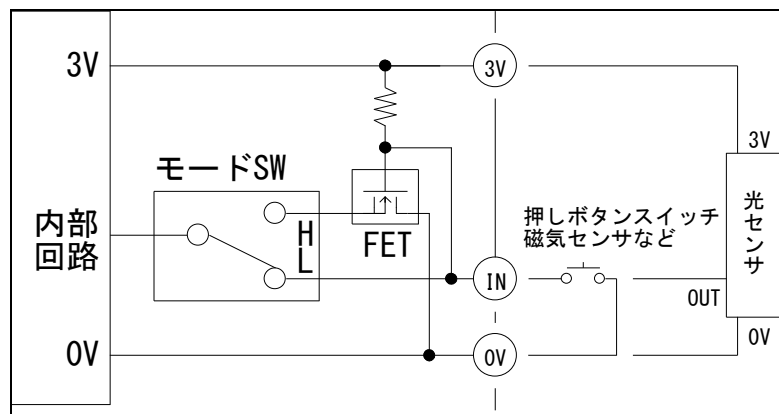 3V
モードSW
内部
回路
H
L
FET
0V
3V
IN
0V
押しボタンスイッチ
磁気センサなど
OUT
3V
光センサ
0V